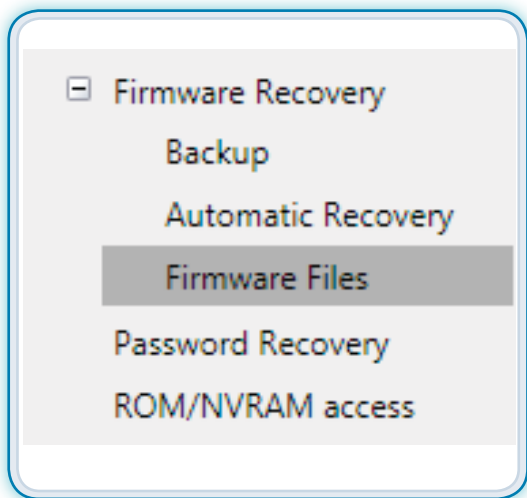 Firmware Recovery
Backup
Automatic Recovery
Firmware Files
Password Recovery
ROM/NVRAM access